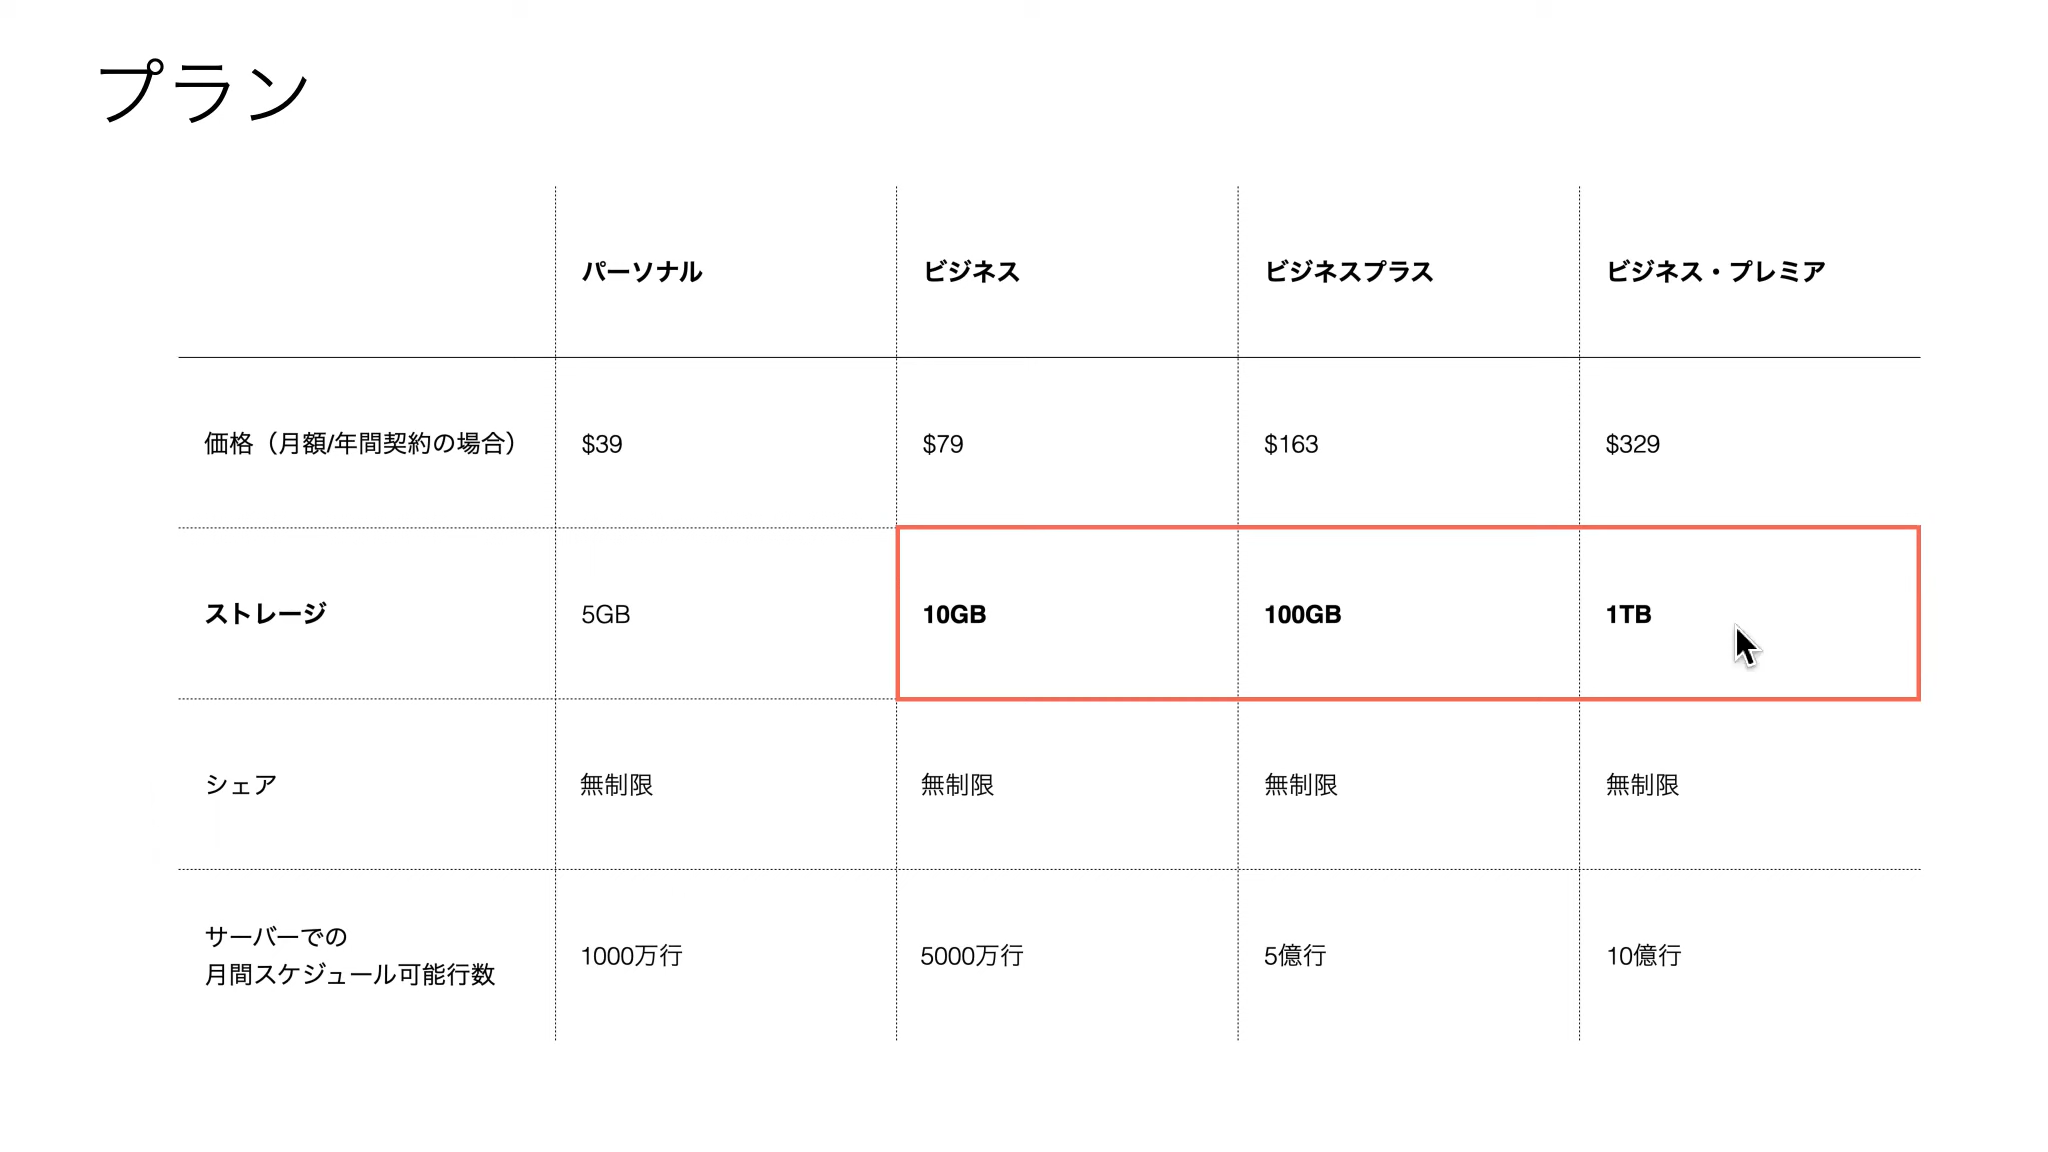 プラン
パーソナル ビジネス ビジネスプラス ビジネス・プレミア
価格（月額/年間契約の場合） $39 $79 $163 $329
ストレージ 5GB 10GB 100GB 1TB
シェア 無制限 無制限 無制限 無制限
サーバーでの
月間スケジュール可能行数 1000万行 5000万行 5億行 10億行